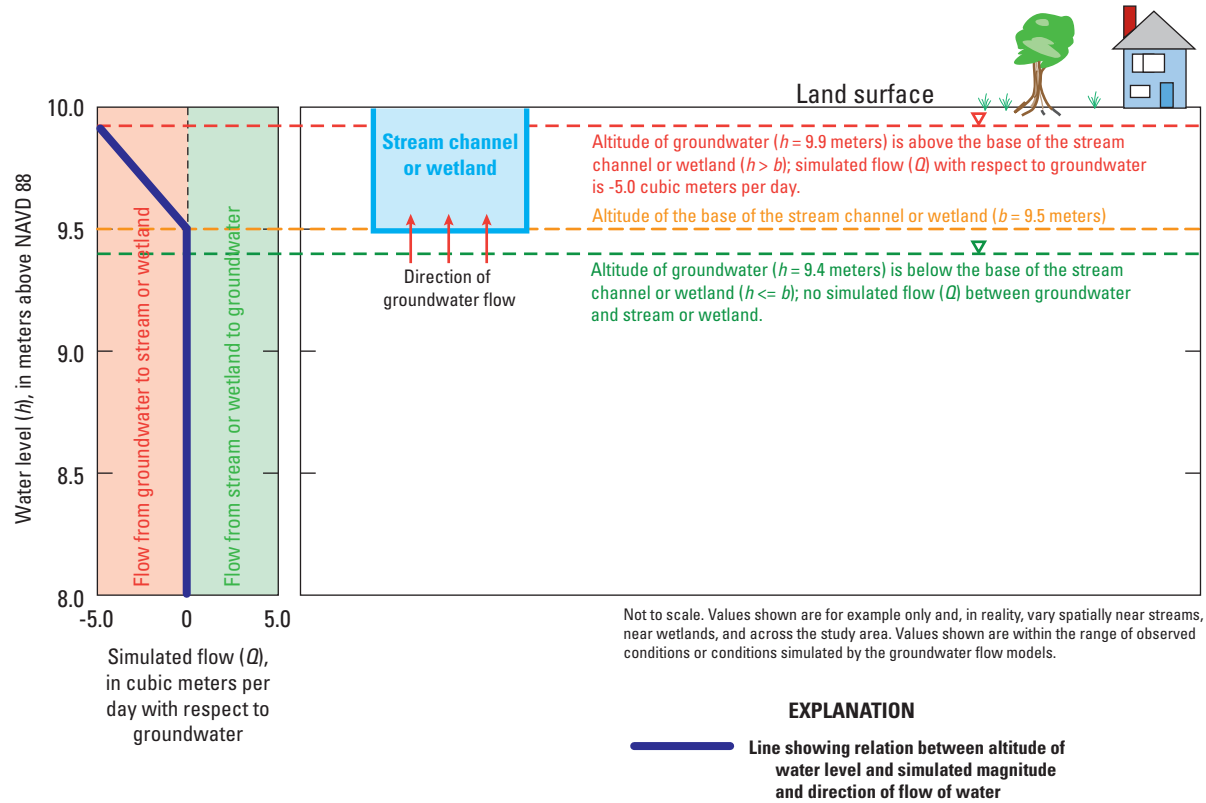 Land surface
10.0
9.5
9.0
8.5
8.0
Water level (h), in meters above NAVD 88
Flow from groundwater to stream or wetland
Flow from stream or wetland to groundwater
-5.0 0 5.0
Simulated flow (Q),
in cubic meters per
day with respect to
groundwater
Stream channel
or wetland
Direction of
groundwater flow
Altitude of groundwater (h = 9.9 meters) is above the base of the stream
channel or wetland (h > b); simulated flow (Q) with respect to groundwater
is -5.0 cubic meters per day.
Altitude of the base of the stream channel or wetland (b = 9.5 meters)
Altitude of groundwater (h = 9.4 meters) is below the base of the stream
channel or wetland (h <= b); no simulated flow (Q) between groundwater
and stream or wetland.
Not to scale. Values shown are for example only and, in reality, vary spatially near streams,
near wetlands, and across the study area. Values shown are within the range of observed
conditions or conditions simulated by the groundwater flow models.
EXPLANATION
Line showing relation between altitude of
water level and simulated magnitude
and direction of flow of water